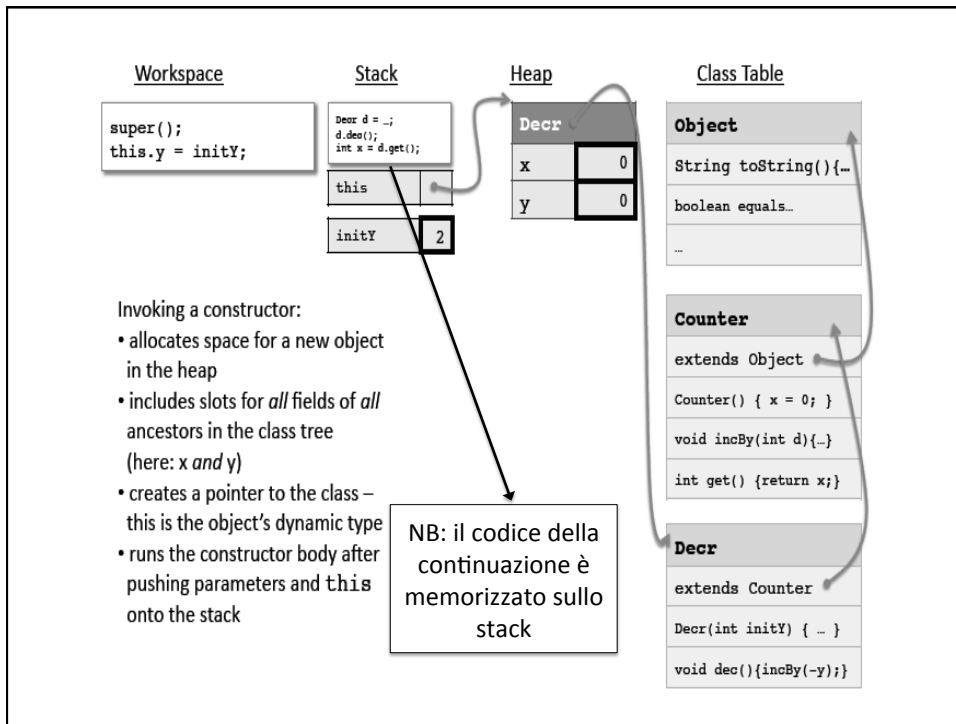 Workspace
super();
this.y = initY;
Stack
Decr d = _;
d.dec();
int x = d.get();
this
initY 2
Heap
Decr
x 0
y 0
Class Table
Object
String toString(){…
boolean equals…
…
Counter
extends Object
Counter() { x = 0; }
void incBy(int d){…}
int get() {return x;}
Decr
extends Counter
Decr(int initY) { … }
void dec(){incBy(-y);}
Invoking a constructor:
• allocates space for a new object
in the heap
• includes slots for all fields of all
ancestors in the class tree
(here: x and y)
• creates a pointer to the class –
this is the object's dynamic type
• runs the constructor body after
pushing parameters and this
onto the stack
NB: il codice della
continuazione è
memorizzato sullo
stack